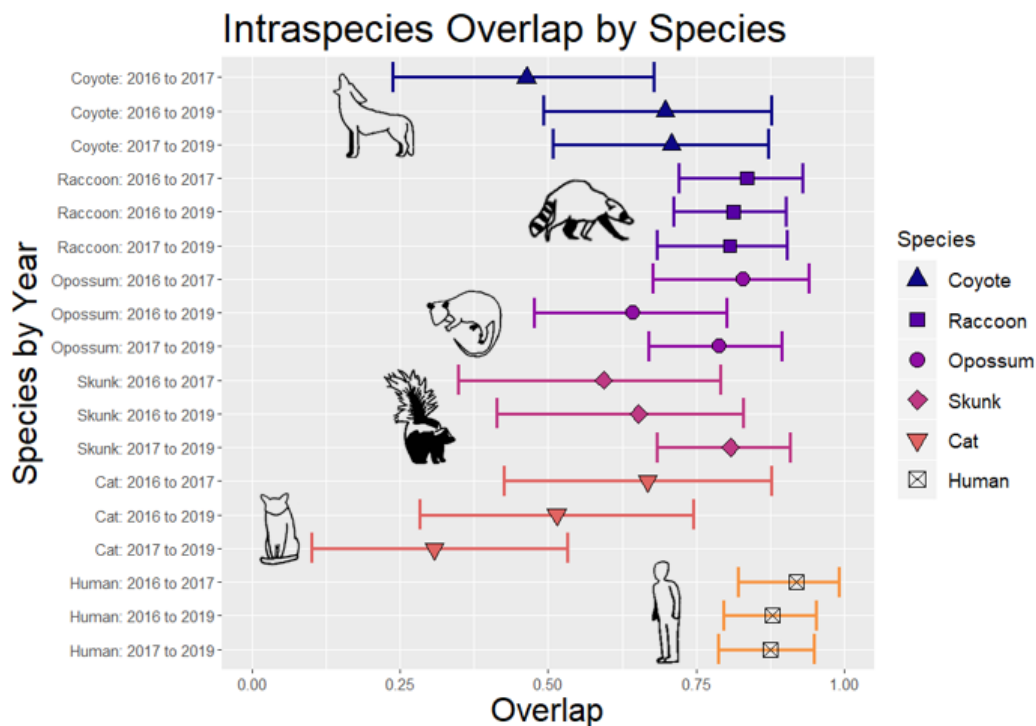 Intraspecies Overlap by Species
Species by Year
Coyote: 2016 to 2017
Coyote: 2016 to 2019
Coyote: 2017 to 2019
Raccoon: 2016 to 2017
Raccoon: 2016 to 2019
Raccoon: 2017 to 2019
Opossum: 2016 to 2017
Opossum: 2016 to 2019
Opossum: 2017 to 2019
Skunk: 2016 to 2017
Skunk: 2016 to 2019
Skunk: 2017 to 2019
Cat: 2016 to 2017
Cat: 2016 to 2019
Cat: 2017 to 2019
Human: 2016 to 2017
Human: 2016 to 2019
Human: 2017 to 2019
0.00 0.25 0.50 0.75 1.00
Overlap
Species
Coyote
Raccoon
Opossum
Skunk
Cat
Human